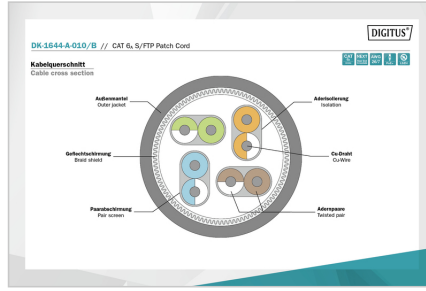 DIGITUS®
DK-1644-A-010/B // CAT 6A S/FTP Patch Cord
Kabelquerschnitt
Cable cross section
Außenmantel
Outer jacket
Aderisolierung
Isolation
Geflechtschirmung
Braid shield
Cu-Draht
Cu-Wire
Paarabschirmung
Pair screen
Adernpaare
Twisted pair